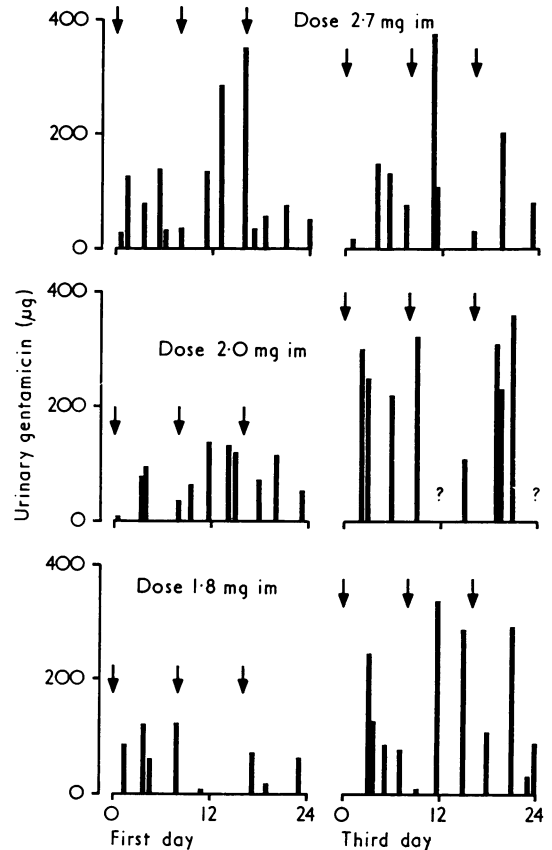 400
Dose 2·7 mg im
200
0
400
Dose 2·0 mg im
200
? ?
0
Urinary gentamicin (µg)
400
Dose 1·8 mg im
200
0
0 12 24 0 12 24
First day Third day